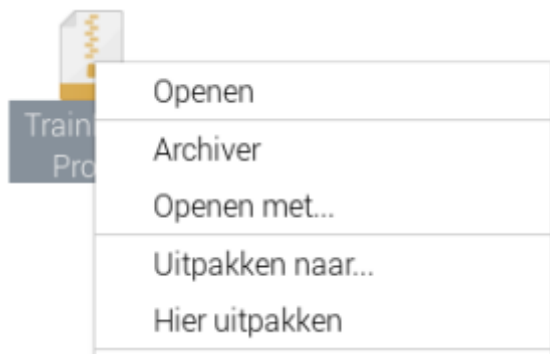 Openen
Archiver
Openen met...
Uitpakken naar...
Hier uitpakken